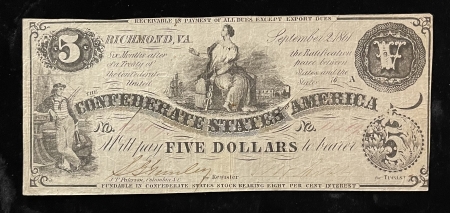 RECEIVABLE IN PAYMENT OF ALL DUES EXCEPT EXPORT DUES
5 RICHMOND, VA. September 2, 1861
Six Months after the Ratification
of a Treaty of peace between
the Confederate States and the
United States A
THE
CONFEDERATE STATES OF AMERICA
No. No.
Will pay FIVE DOLLARS to bearer 5
for Register for Treasr
FUNDABLE IN CONFEDERATE STATES STOCK BEARING EIGHT PER CENT INTEREST